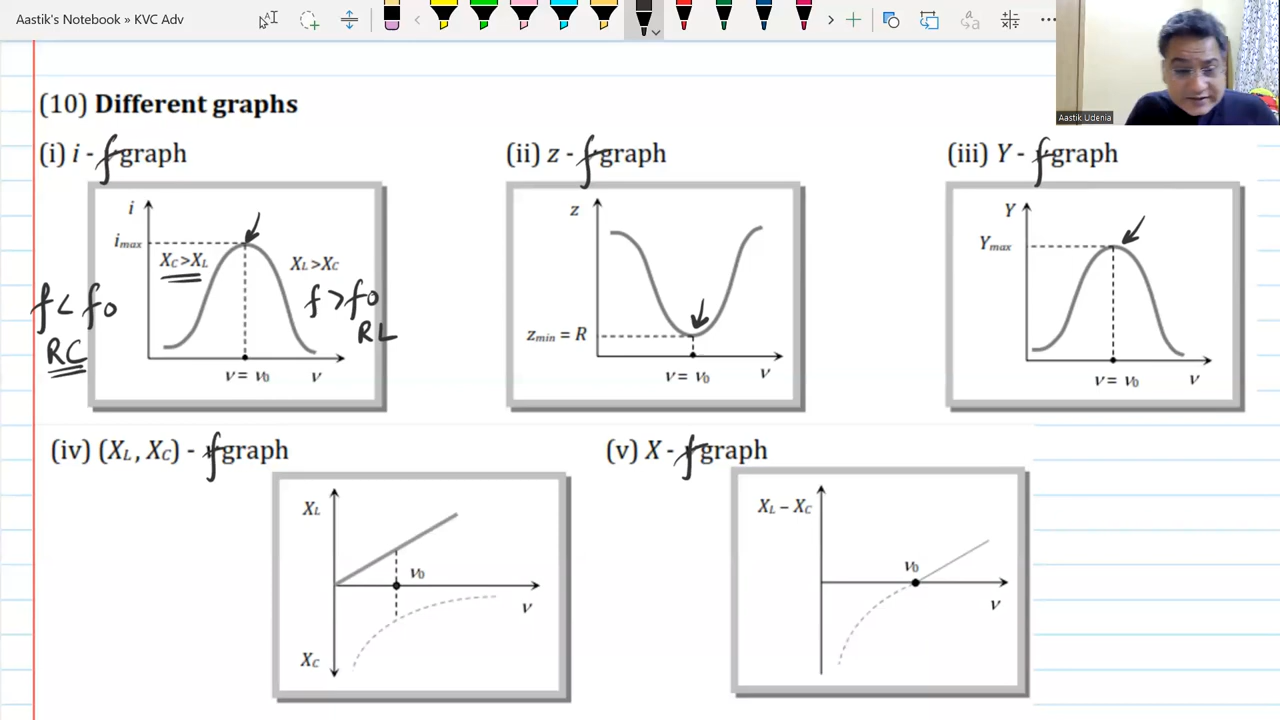 Aastik's Notebook » KVC Adv
Aastik Udenia
(10) Different graphs
(i) i - f graph
(ii) z - f graph
(iii) Y - f graph
i
imax
XC>XL
XL>XC
f < f0
f > f0
RC
RL
ν = ν0
ν
z
zmin = R
ν = ν0
ν
Y
Ymax
ν = ν0
ν
(iv) (XL, XC) - f graph
(v) X - f graph
XL
ν0
ν
XC
XL – XC
ν0
ν